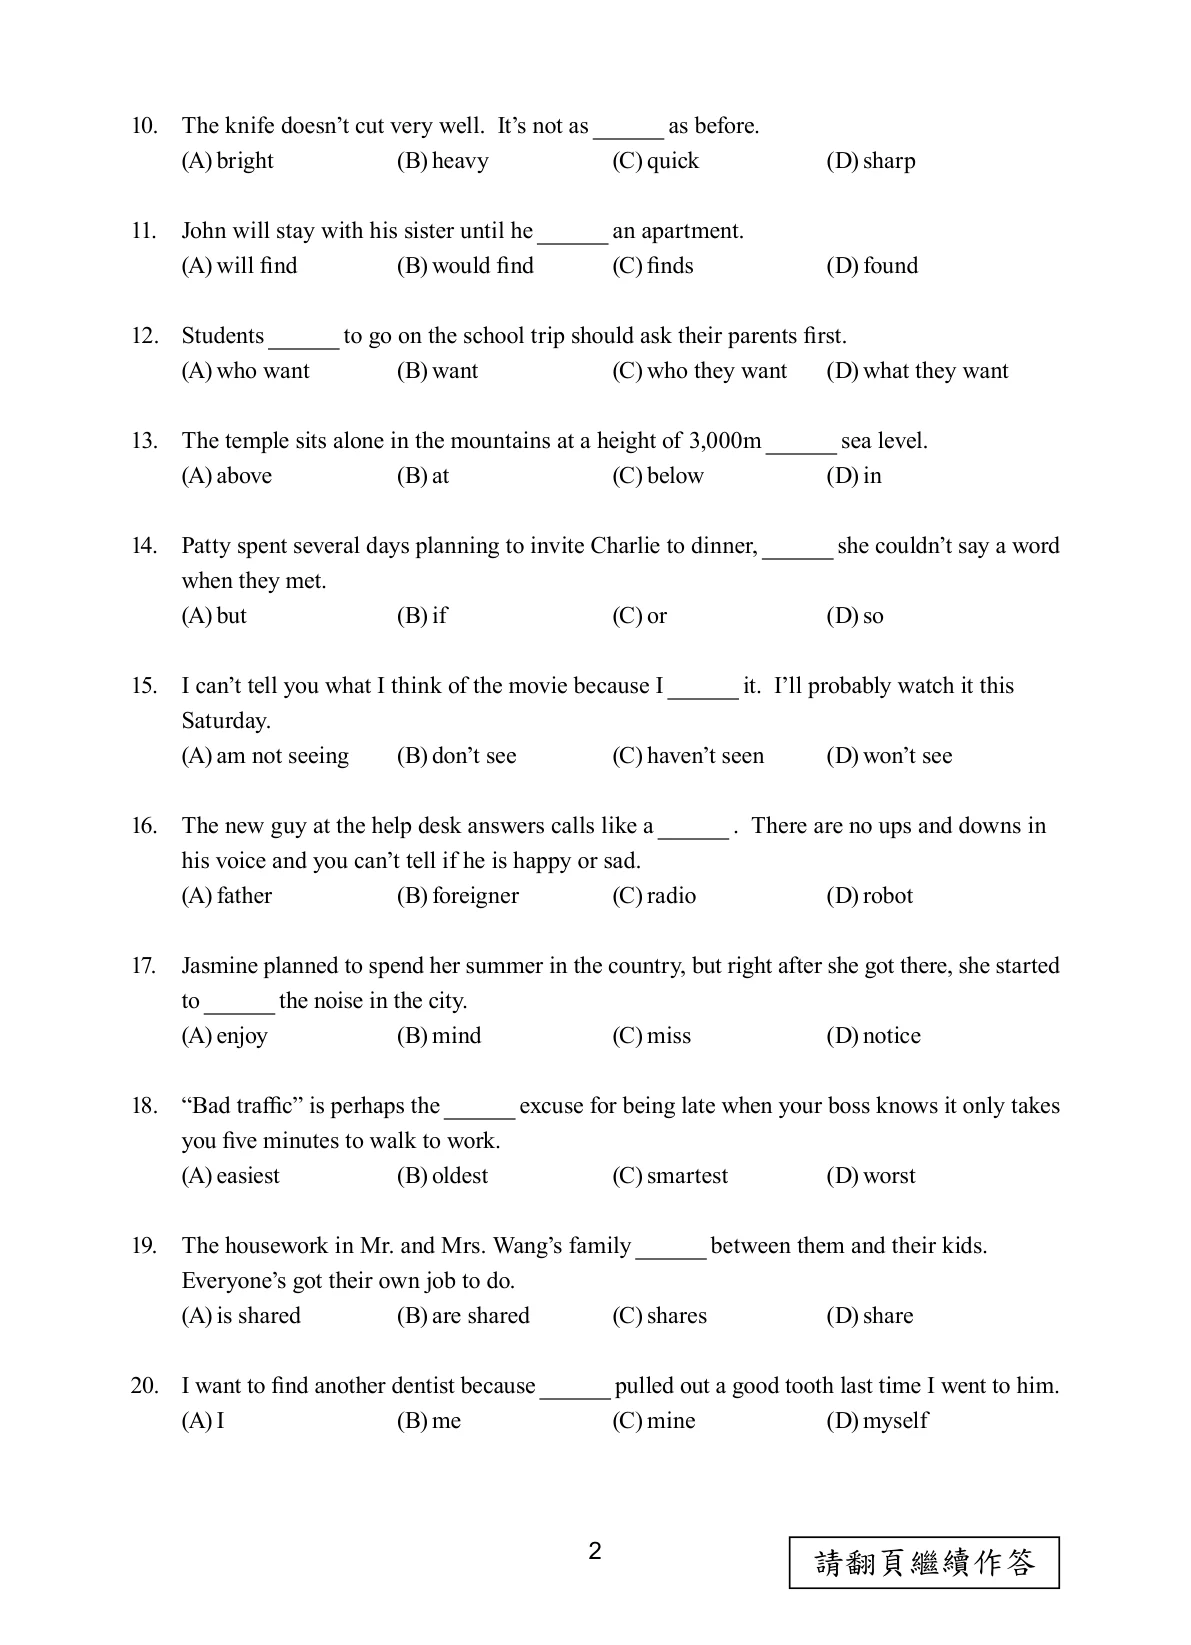 10. The knife doesn’t cut very well. It’s not as ______ as before.
(A) bright (B) heavy (C) quick (D) sharp
11. John will stay with his sister until he ______ an apartment.
(A) will find (B) would find (C) finds (D) found
12. Students ______ to go on the school trip should ask their parents first.
(A) who want (B) want (C) who they want (D) what they want
13. The temple sits alone in the mountains at a height of 3,000m ______ sea level.
(A) above (B) at (C) below (D) in
14. Patty spent several days planning to invite Charlie to dinner, ______ she couldn’t say a word
when they met.
(A) but (B) if (C) or (D) so
15. I can’t tell you what I think of the movie because I ______ it. I’ll probably watch it this
Saturday.
(A) am not seeing (B) don’t see (C) haven’t seen (D) won’t see
16. The new guy at the help desk answers calls like a ______ . There are no ups and downs in
his voice and you can’t tell if he is happy or sad.
(A) father (B) foreigner (C) radio (D) robot
17. Jasmine planned to spend her summer in the country, but right after she got there, she started
to ______ the noise in the city.
(A) enjoy (B) mind (C) miss (D) notice
18. “Bad traffic” is perhaps the ______ excuse for being late when your boss knows it only takes
you five minutes to walk to work.
(A) easiest (B) oldest (C) smartest (D) worst
19. The housework in Mr. and Mrs. Wang’s family ______ between them and their kids.
Everyone’s got their own job to do.
(A) is shared (B) are shared (C) shares (D) share
20. I want to find another dentist because ______ pulled out a good tooth last time I went to him.
(A) I (B) me (C) mine (D) myself
2
請翻頁繼續作答